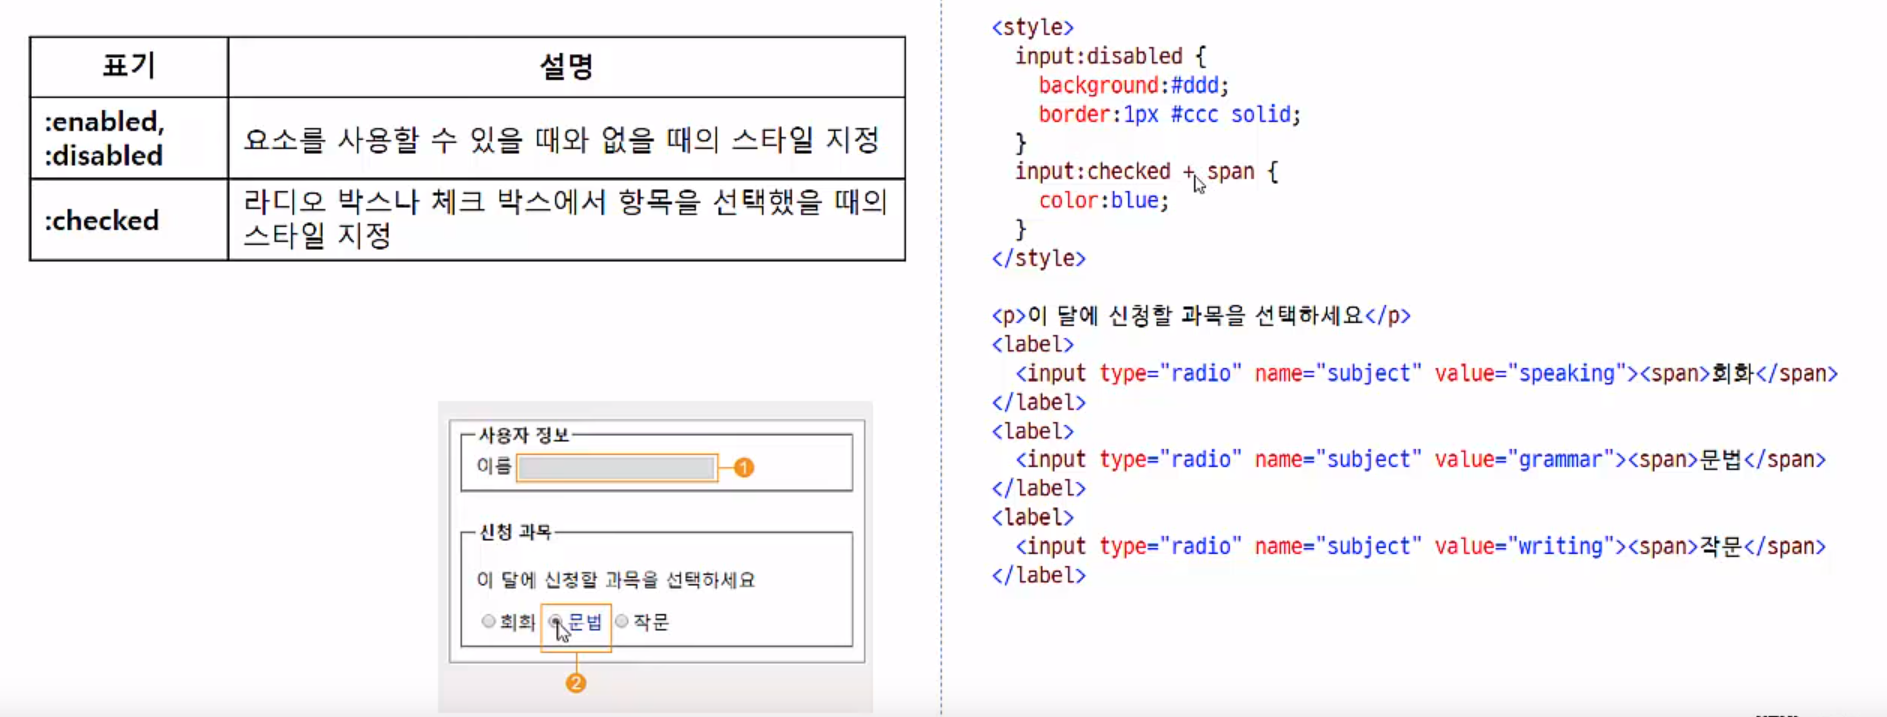 표기 설명
:enabled,
:disabled
요소를 사용할 수 있을 때와 없을 때의 스타일 지정
:checked
라디오 박스나 체크 박스에서 항목을 선택했을 때의
스타일 지정
사용자 정보
이름
1
신청 과목
이 달에 신청할 과목을 선택하세요
회화 문법 작문
2
<style>
input:disabled {
background:#ddd;
border:1px #ccc solid;
}
input:checked + span {
color:blue;
}
</style>
<p>이 달에 신청할 과목을 선택하세요</p>
<label>
<input type="radio" name="subject" value="speaking"><span>회화</span>
</label>
<label>
<input type="radio" name="subject" value="grammar"><span>문법</span>
</label>
<label>
<input type="radio" name="subject" value="writing"><span>작문</span>
</label>